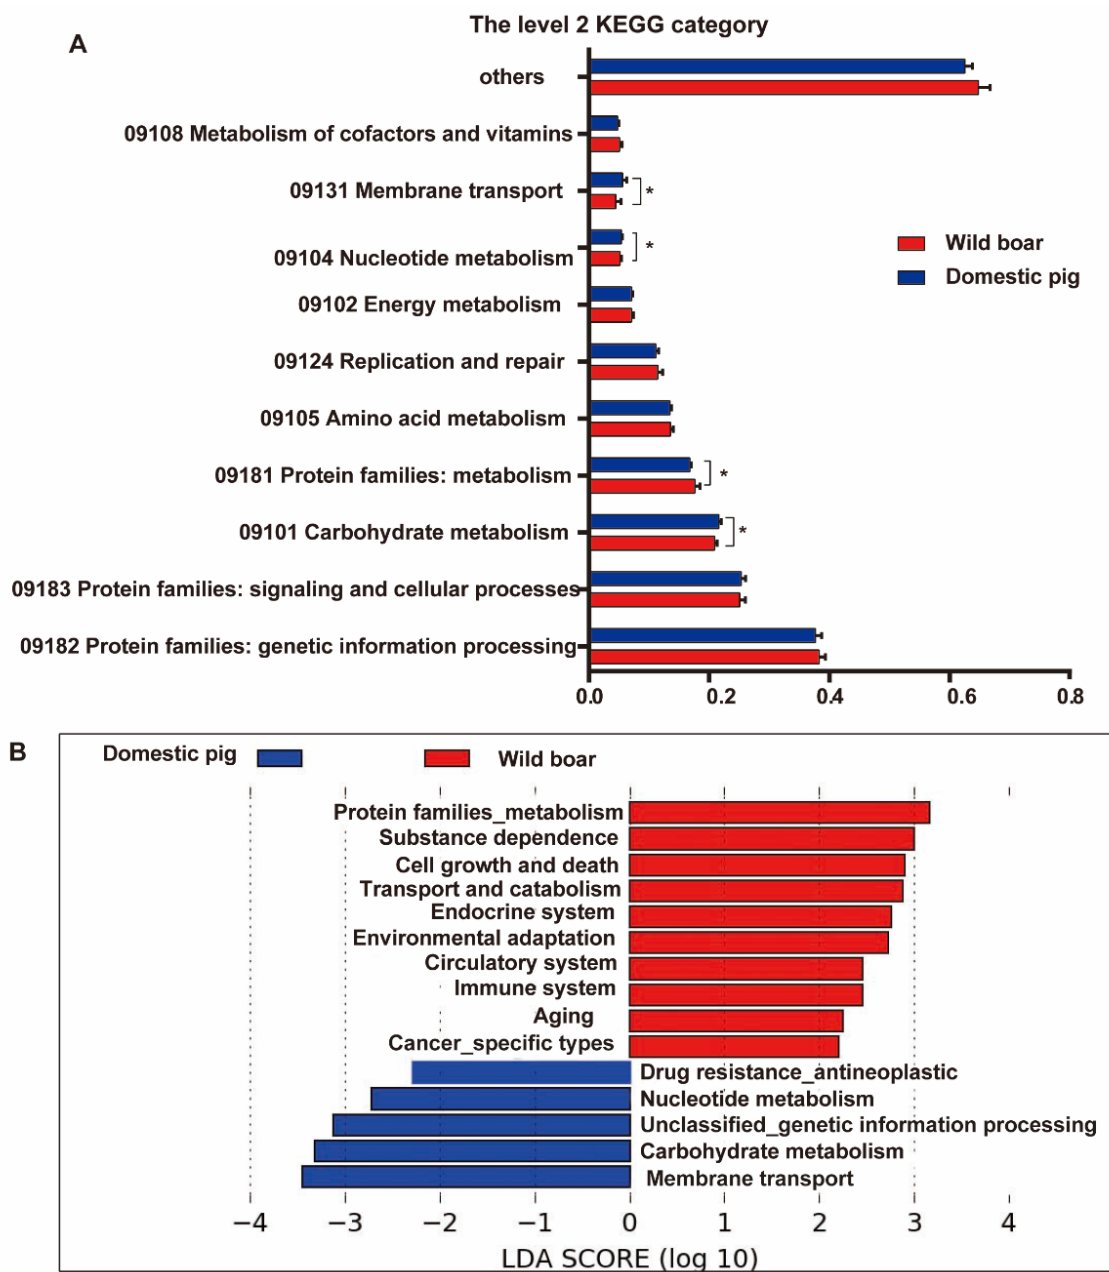 A
The level 2 KEGG category
others
09108 Metabolism of cofactors and vitamins
09131 Membrane transport
*
09104 Nucleotide metabolism
*
Wild boar
Domestic pig
09102 Energy metabolism
09124 Replication and repair
09105 Amino acid metabolism
09181 Protein families: metabolism
*
09101 Carbohydrate metabolism
*
09183 Protein families: signaling and cellular processes
09182 Protein families: genetic information processing
0.0 0.2 0.4 0.6 0.8
B
Domestic pig Wild boar
Protein families_metabolism
Substance dependence
Cell growth and death
Transport and catabolism
Endocrine system
Environmental adaptation
Circulatory system
Immune system
Aging
Cancer_specific types
Drug resistance_antineoplastic
Nucleotide metabolism
Unclassified_genetic information processing
Carbohydrate metabolism
Membrane transport
−4 −3 −2 −1 0 1 2 3 4
LDA SCORE (log 10)